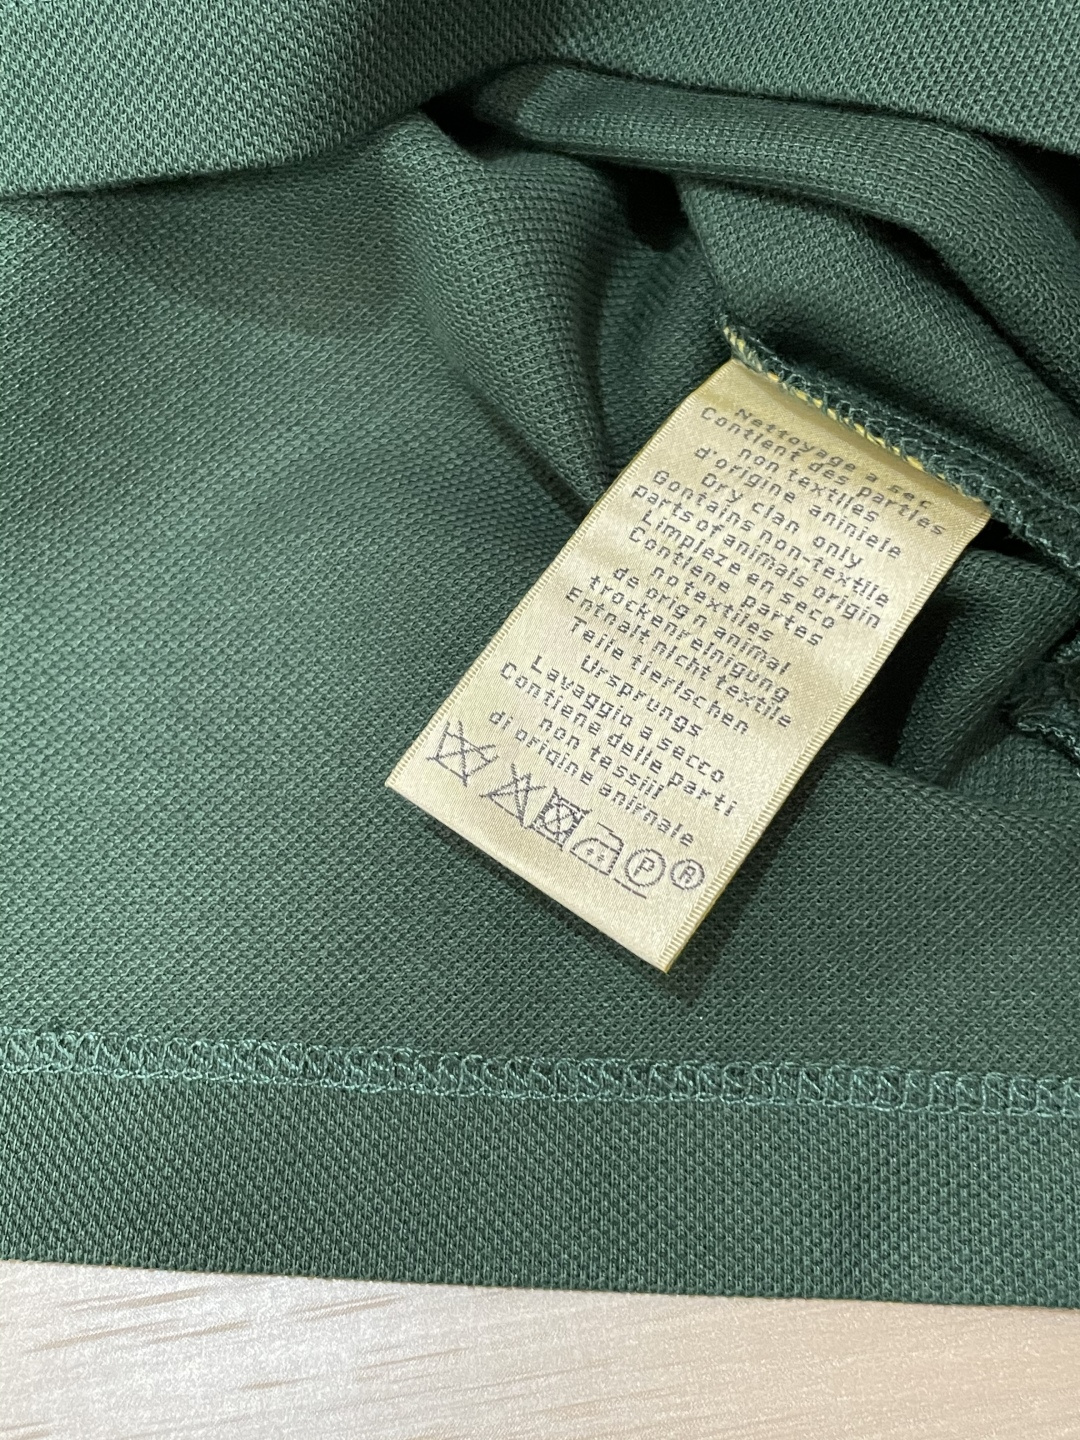 Nettoyage a sec
Contient des parties
non textiles
d'origine aniniele
Dry clan only
Gontains non-textile
parts of animals origin
Limpieze en seco
Contiene partes
no textiles
de orign animal
trockenreinigung
Entnalt nicht textile
Teile tierischen
Ursprungs
Lavaggio a secco
Contiene delle parti
non tessiil
di origine anirnale
P R